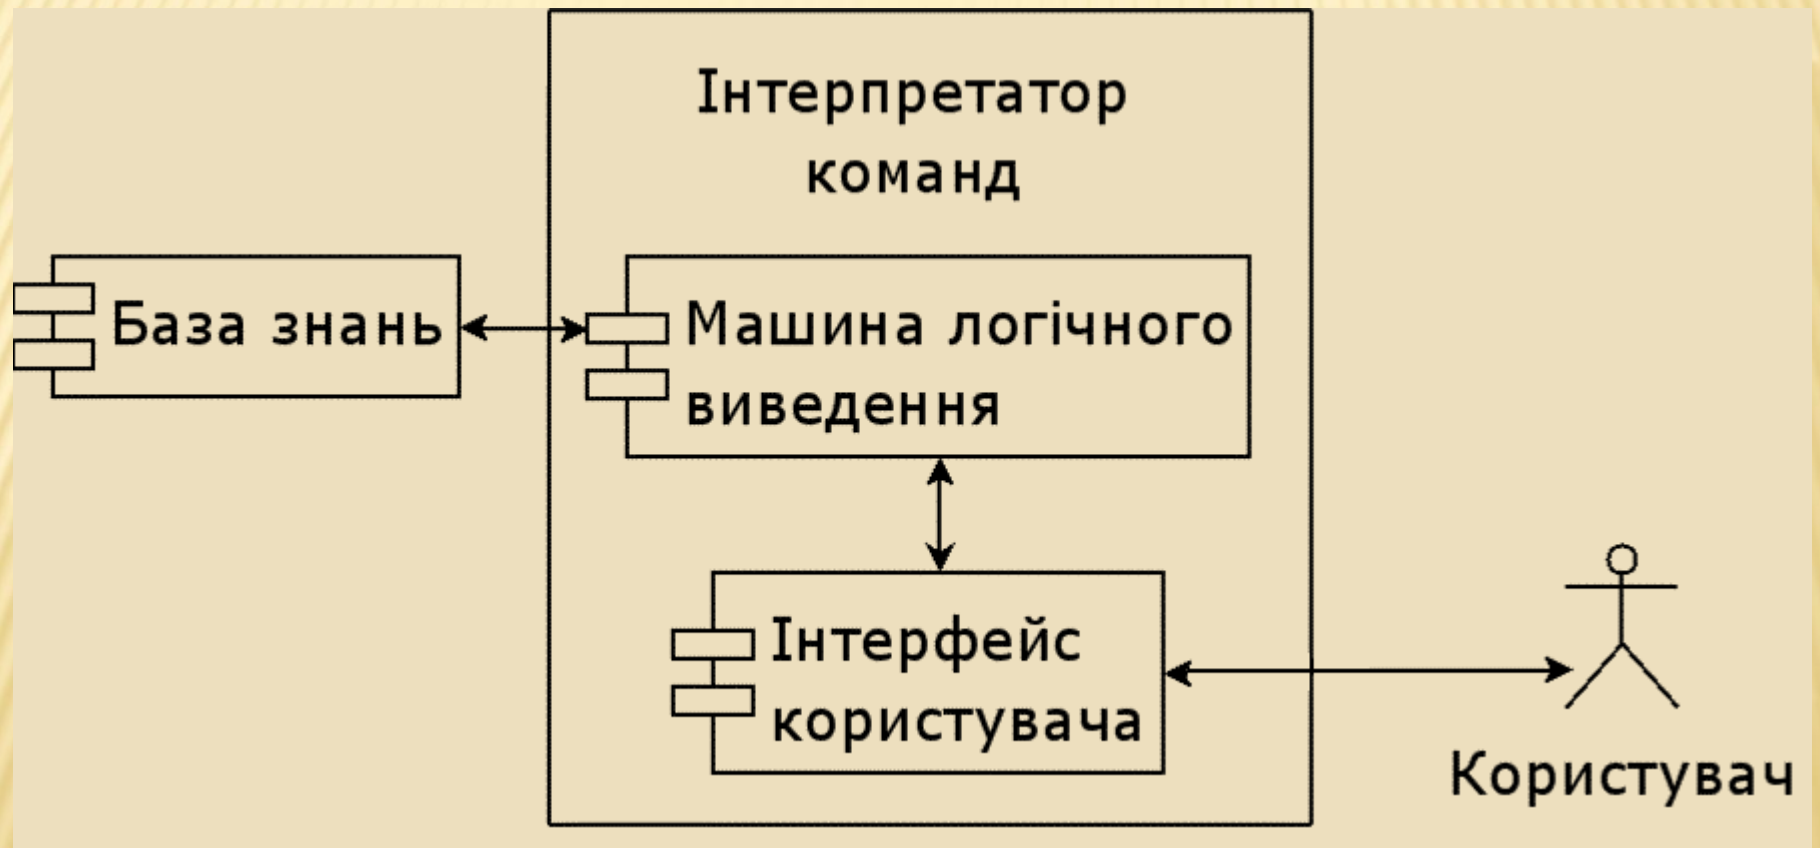 Інтерпретатор
команд
База знань
Машина логічного
виведення
Інтерфейс
користувача
Користувач